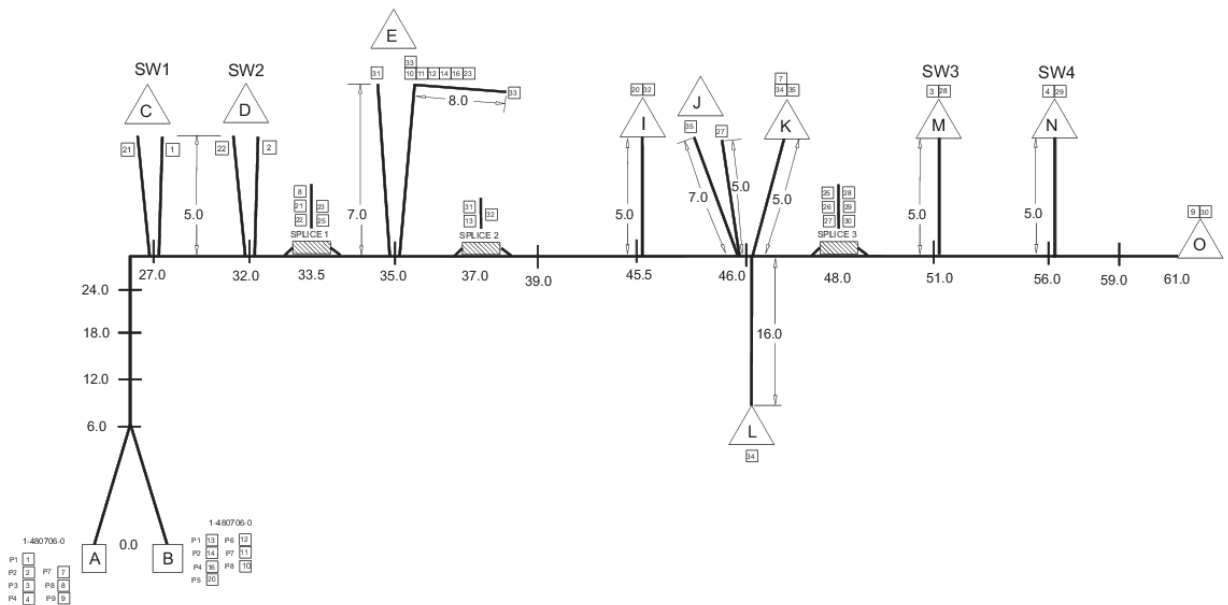 E
SW1
SW2
31
33
10 11 12 14 16 23
33
8.0
C
D
21
1
22
2
5.0
7.0
8
21
22
23
25
SPLICE 1
31
13
32
SPLICE 2
20 32
I
5.0
J
35
27
7.0
5.0
7
34 35
K
5.0
25
26
27
28
29
30
SPLICE 3
SW3
3 28
M
5.0
SW4
4 29
N
5.0
9 30
O
27.0
32.0
33.5
35.0
37.0
39.0
45.5
46.0
48.0
51.0
56.0
59.0
61.0
24.0
18.0
12.0
6.0
16.0
L
34
1-480706-0
A
0.0
B
1-480706-0
P1 1
P2 2
P3 3
P4 4
P7 7
P8 8
P9 9
P1 13
P2 14
P4 16
P5 20
P6 12
P7 11
P8 10